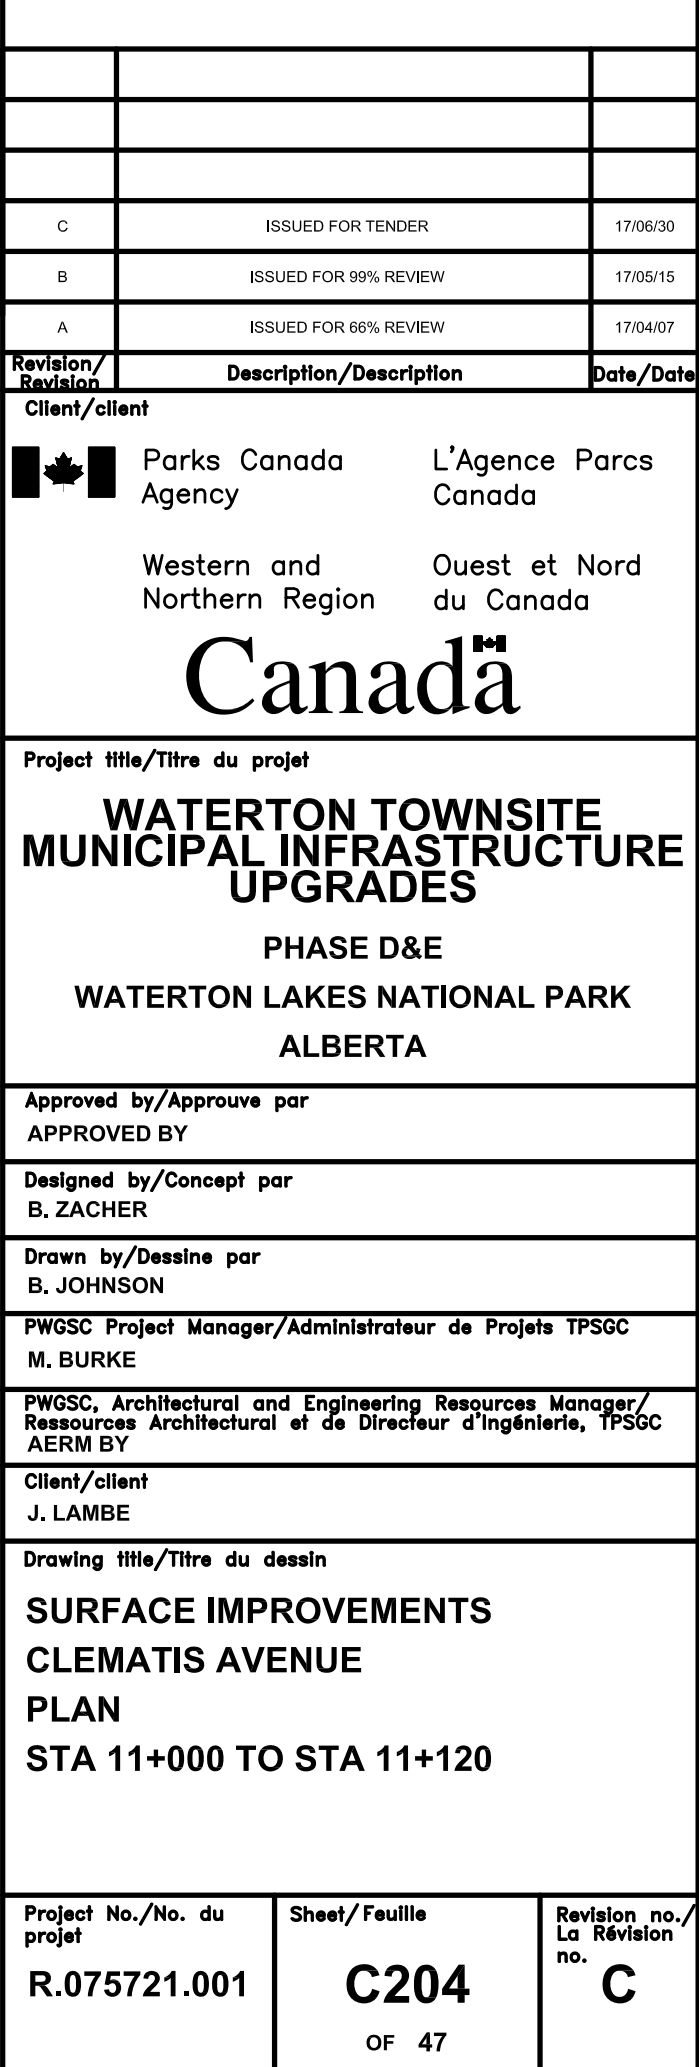 C ISSUED FOR TENDER 17/06/30
B ISSUED FOR 99% REVIEW 17/05/15
A ISSUED FOR 66% REVIEW 17/04/07
Revision/
Revision Description/Description Date/Date
Client/client
Parks Canada L'Agence Parcs
Agency Canada
Western and Ouest et Nord
Northern Region du Canada
Canada
Project title/Titre du projet
WATERTON TOWNSITE
MUNICIPAL INFRASTRUCTURE
UPGRADES
PHASE D&E
WATERTON LAKES NATIONAL PARK
ALBERTA
Approved by/Approuve par
APPROVED BY
Designed by/Concept par
B. ZACHER
Drawn by/Dessine par
B. JOHNSON
PWGSC Project Manager/Administrateur de Projets TPSGC
M. BURKE
PWGSC, Architectural and Engineering Resources Manager/
Ressources Architectural et de Directeur d'Ingénierie, TPSGC
AERM BY
Client/client
J. LAMBE
Drawing title/Titre du dessin
SURFACE IMPROVEMENTS
CLEMATIS AVENUE
PLAN
STA 11+000 TO STA 11+120
Project No./No. du
projet
R.075721.001
Sheet/Feuille
C204
OF 47
Revision no./
La Révision
no.
C